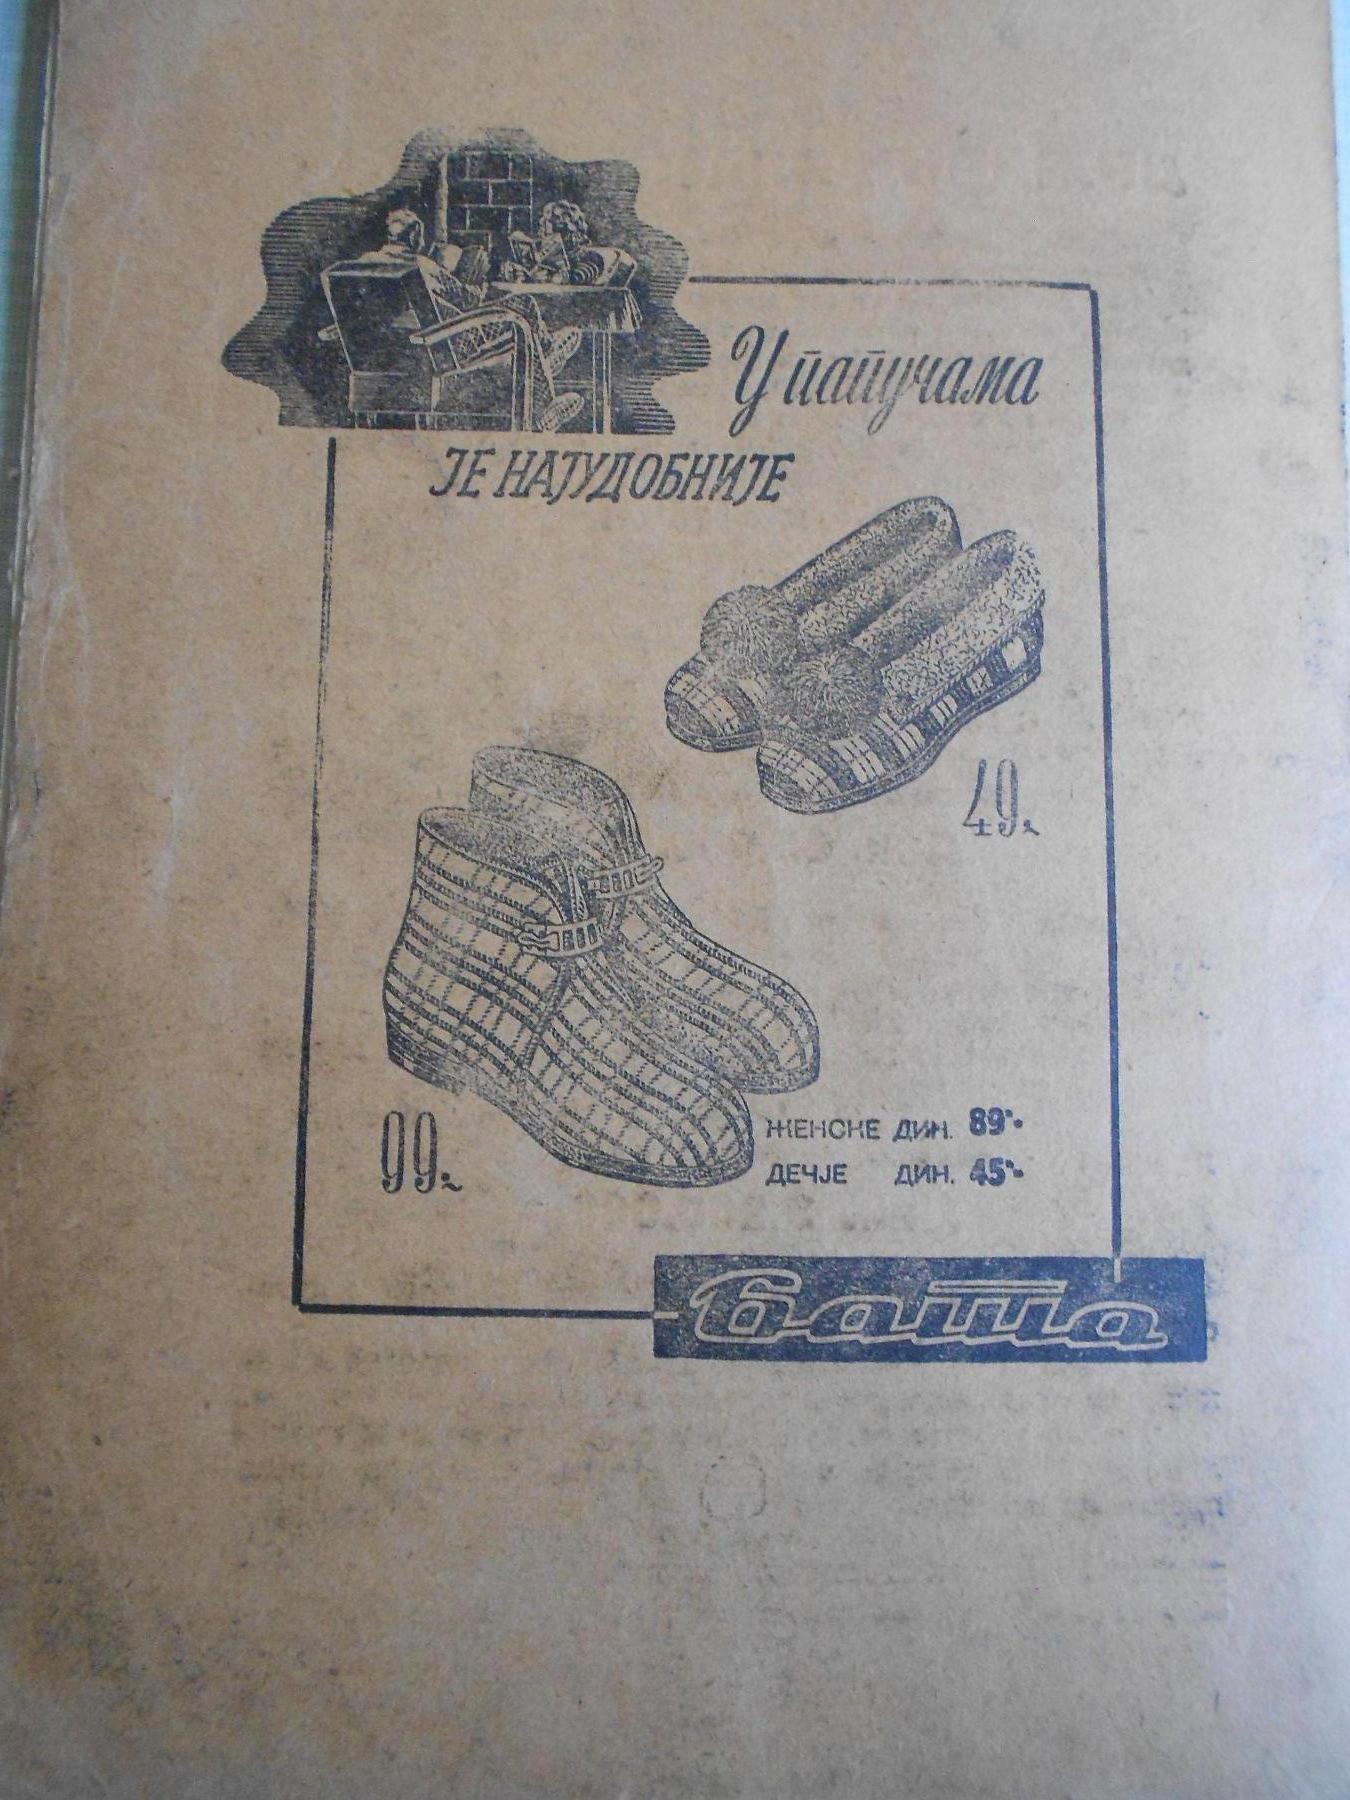 У папучама
ЈЕ НАЈУДОБНИЈЕ
49.-
99.-
ЖЕНСКЕ ДИН. 89.-
ДЕЧЈЕ ДИН. 45.-
Бата